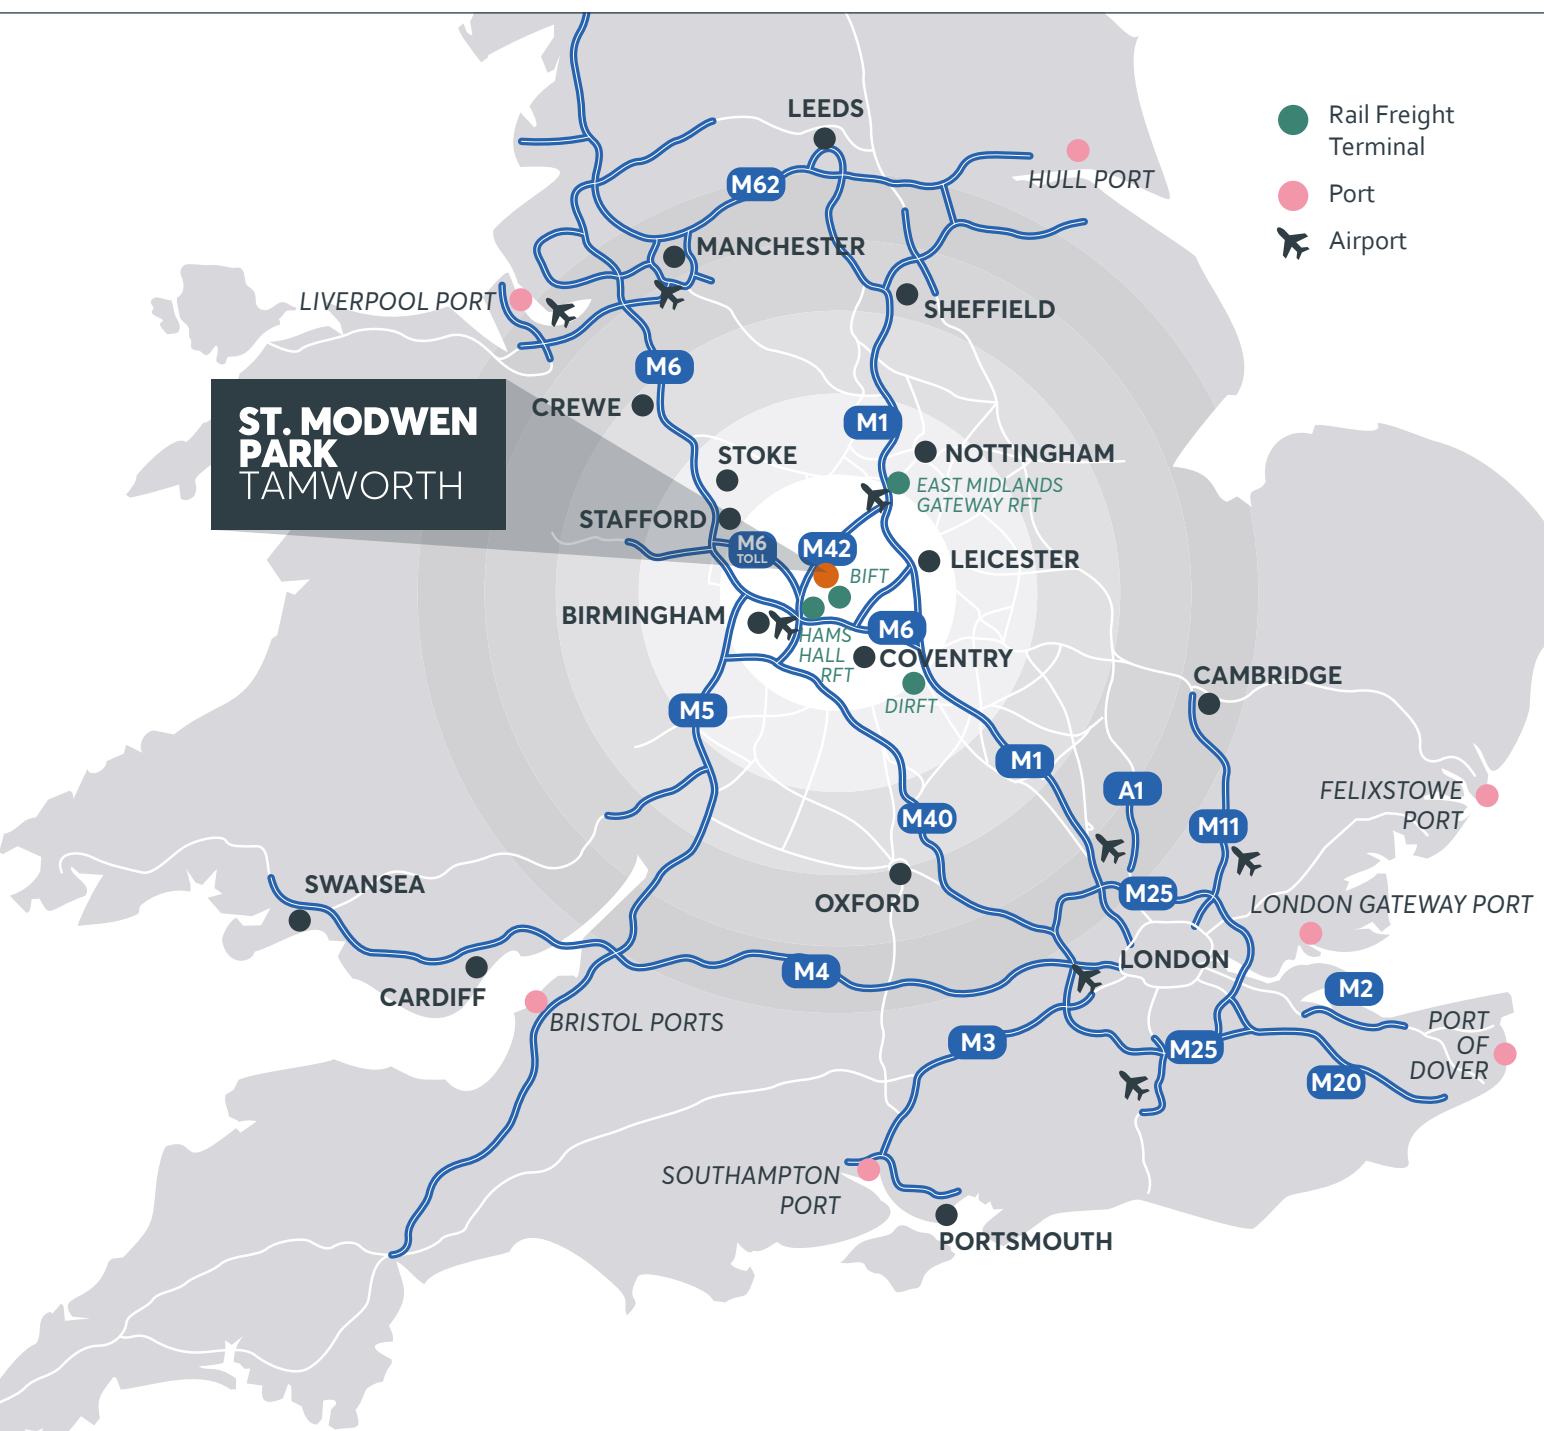 LEEDS
Rail Freight
Terminal
HULL PORT
M62
Port
MANCHESTER
Airport
LIVERPOOL PORT
SHEFFIELD
M6
CREWE
ST. MODWEN
PARK
TAMWORTH
M1
STOKE
NOTTINGHAM
EAST MIDLANDS
GATEWAY RFT
STAFFORD
M6
TOLL
M42
LEICESTER
BIFT
BIRMINGHAM
M6
HAMS
HALL
RFT
COVENTRY
CAMBRIDGE
DIRFT
M5
M1
A1
FELIXSTOWE
PORT
M40
M11
SWANSEA
OXFORD
M25
LONDON GATEWAY PORT
LONDON
M4
CARDIFF
M2
BRISTOL PORTS
PORT
OF
DOVER
M3
M25
M20
SOUTHAMPTON
PORT
PORTSMOUTH